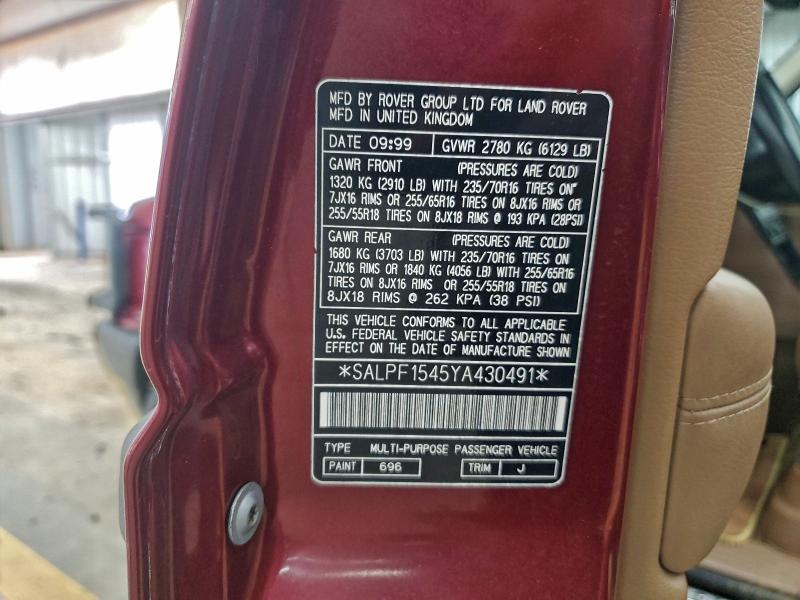 MFD BY ROVER GROUP LTD FOR LAND ROVER
MFD IN UNITED KINGDOM
DATE 09:99 GVWR 2780 KG (6129 LB)
GAWR FRONT (PRESSURES ARE COLD)
1320 KG (2910 LB) WITH 235/70R16 TIRES ON
7JX16 RIMS OR 255/65R16 TIRES ON 8JX16 RIMS OR
255/55R18 TIRES ON 8JX18 RIMS @ 193 KPA (28PSI)
GAWR REAR (PRESSURES ARE COLD)
1680 KG (3703 LB) WITH 235/70R16 TIRES ON
7JX16 RIMS OR 1840 KG (4056 LB) WITH 255/65R16
TIRES ON 8JX16 RIMS OR 255/55R18 TIRES ON
8JX18 RIMS @ 262 KPA (38 PSI)
THIS VEHICLE CONFORMS TO ALL APPLICABLE
U.S. FEDERAL VEHICLE SAFETY STANDARDS IN
EFFECT ON THE DATE OF MANUFACTURE SHOWN
*SALPF1545YA430491*
TYPE MULTI-PURPOSE PASSENGER VEHICLE
PAINT 696 TRIM J